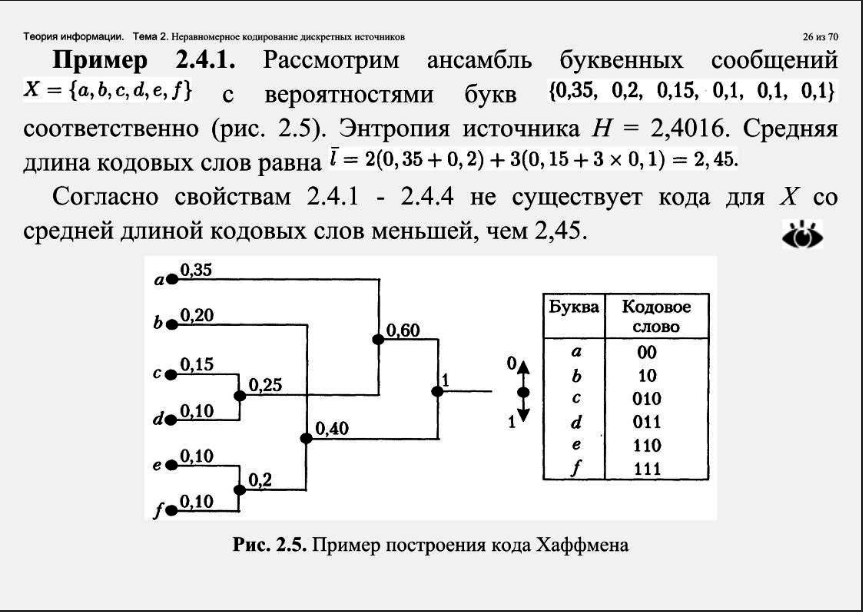 Теория информации. Тема 2. Неравномерное кодирование дискретных источников 26 из 70
Пример 2.4.1. Рассмотрим ансамбль буквенных сообщений
X = {a, b, c, d, e, f} с вероятностями букв {0,35, 0,2, 0,15, 0,1, 0,1, 0,1}
соответственно (рис. 2.5). Энтропия источника H = 2,4016. Средняя
длина кодовых слов равна l̄ = 2(0,35 + 0,2) + 3(0,15 + 3 × 0,1) = 2,45.
Согласно свойствам 2.4.1 - 2.4.4 не существует кода для X со
средней длиной кодовых слов меньшей, чем 2,45.
a 0,35
b 0,20
c 0,15
d 0,10
e 0,10
f 0,10
0,25
0,2
0,60
0,40
1
0
1
Буква Кодовое
слово
a 00
b 10
c 010
d 011
e 110
f 111
Рис. 2.5. Пример построения кода Хаффмена